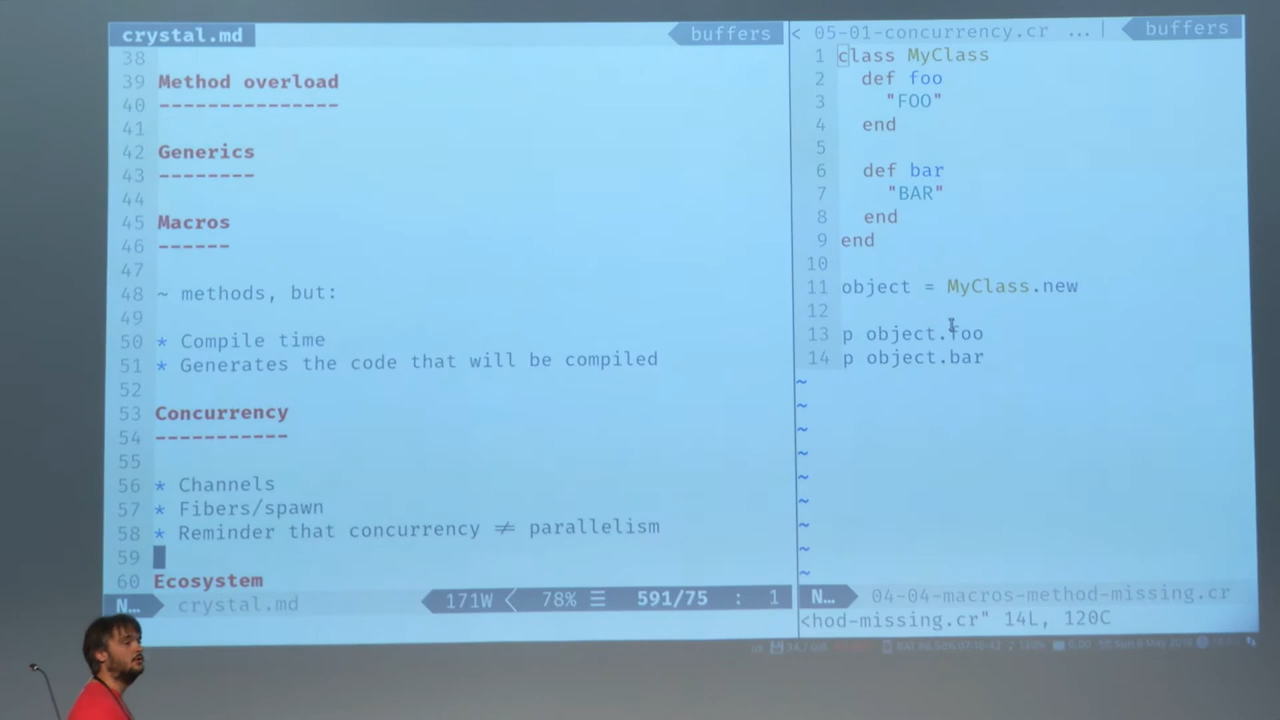 crystal.md buffers
38
39 Method overload
40 ---------------
41
42 Generics
43 --------
44
45 Macros
46 ------
47
48 ~ methods, but:
49
50 * Compile time
51 * Generates the code that will be compiled
52
53 Concurrency
54 -----------
55
56 * Channels
57 * Fibers/spawn
58 * Reminder that concurrency ≠ parallelism
59
60 Ecosystem
N… crystal.md 171W 78% ☰ 591/75 : 1
< 05-01-concurrency.cr ... | buffers
1 class MyClass
2 def foo
3 "FOO"
4 end
5
6 def bar
7 "BAR"
8 end
9 end
10
11 object = MyClass.new
12
13 p object.foo
14 p object.bar
~
~
~
~
~
~
~
~
~
N… 04-04-macros-method-missing.cr
<hod-missing.cr" 14L, 120C